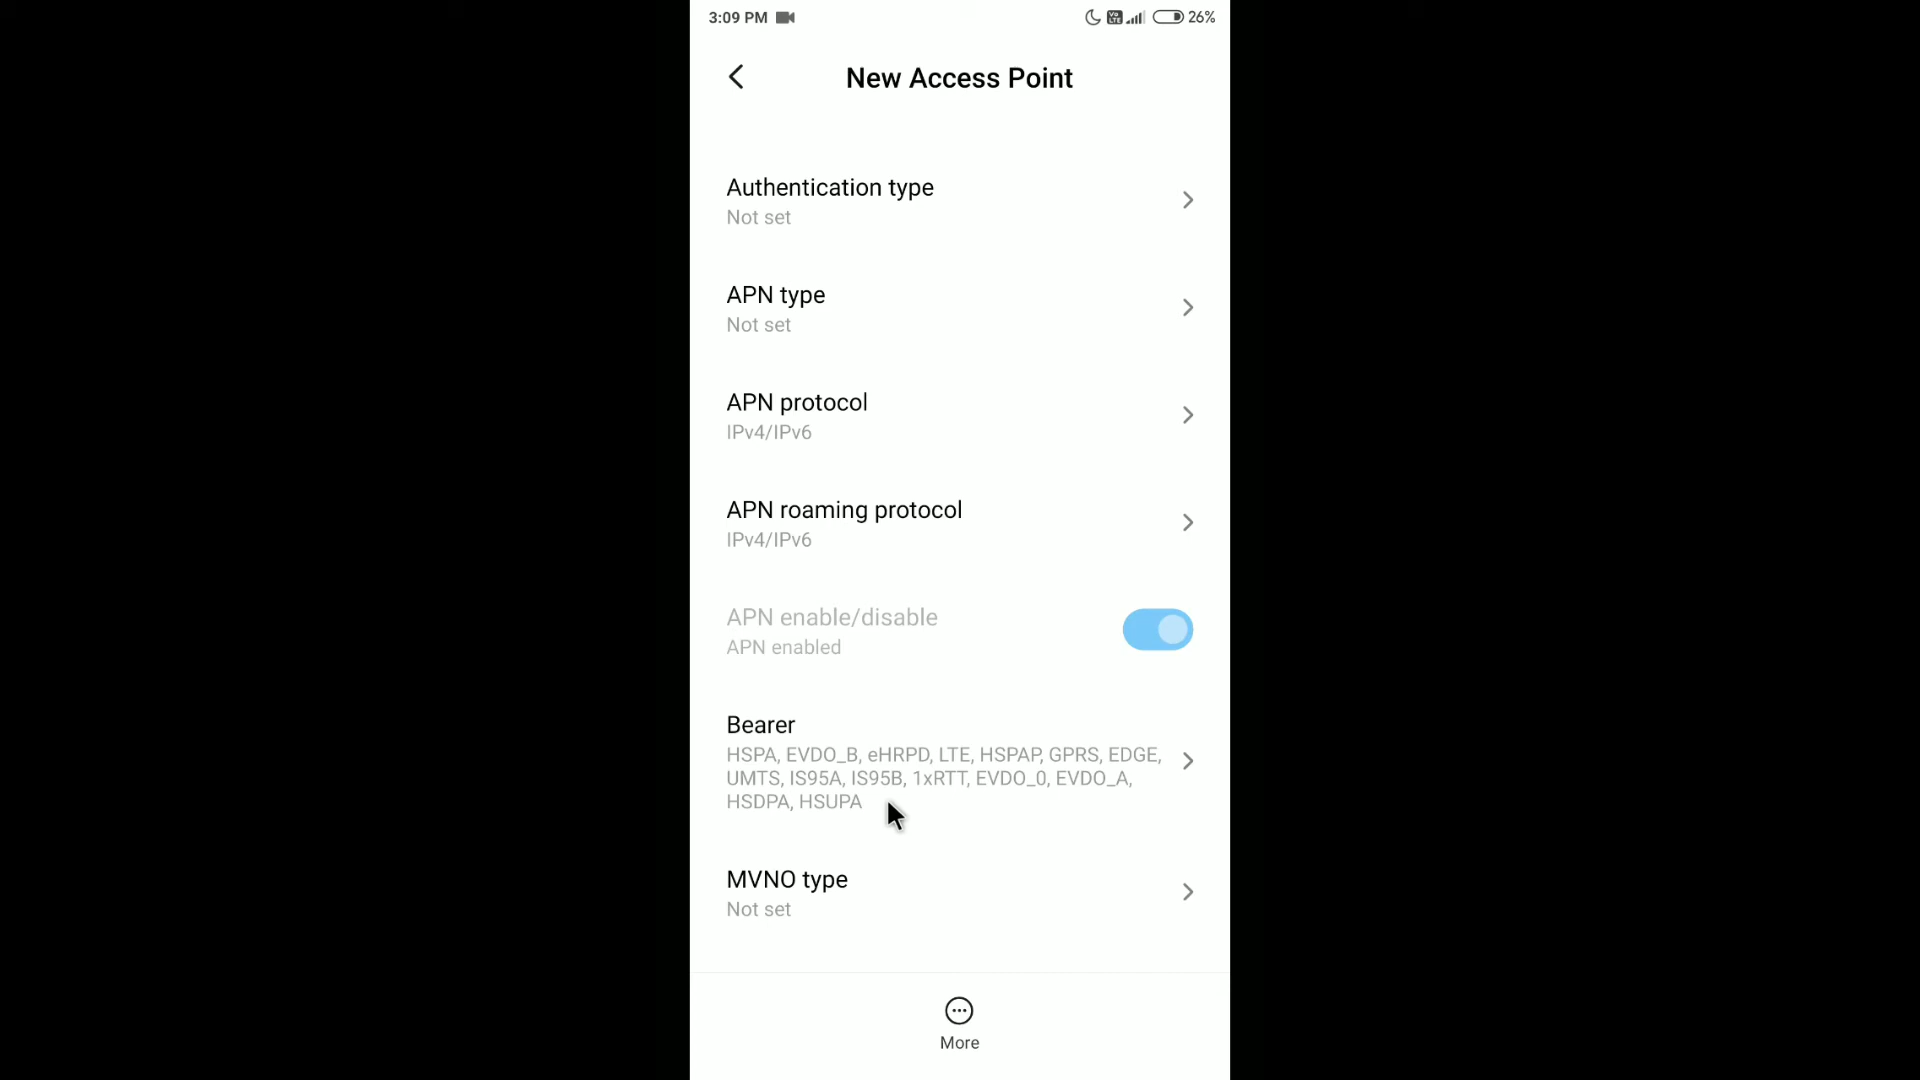 3:09 PM
Vo
LTE
26%
New Access Point
Authentication type
Not set
APN type
Not set
APN protocol
IPv4/IPv6
APN roaming protocol
IPv4/IPv6
APN enable/disable
APN enabled
Bearer
HSPA, EVDO_B, eHRPD, LTE, HSPAP, GPRS, EDGE,
UMTS, IS95A, IS95B, 1xRTT, EVDO_0, EVDO_A,
HSDPA, HSUPA
MVNO type
Not set
More